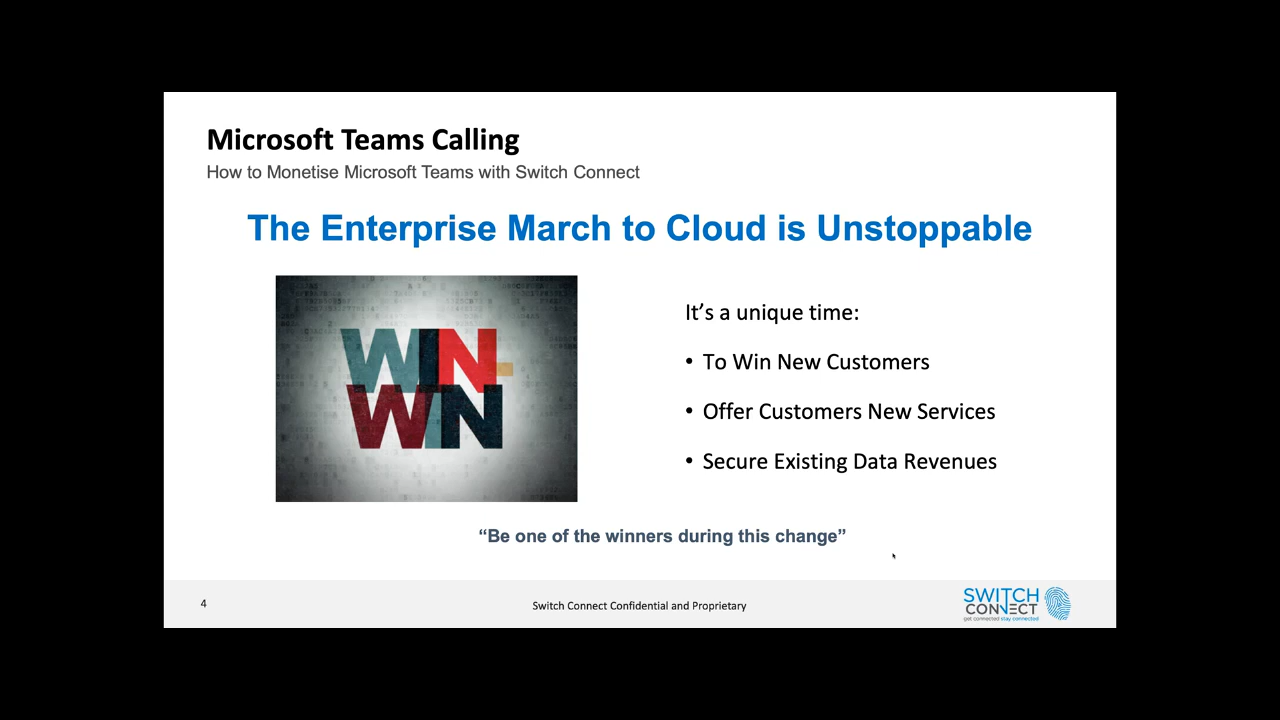 Microsoft Teams Calling
How to Monetise Microsoft Teams with Switch Connect
The Enterprise March to Cloud is Unstoppable
WIN-
WIN
It’s a unique time:
• To Win New Customers
• Offer Customers New Services
• Secure Existing Data Revenues
“Be one of the winners during this change”
4
Switch Connect Confidential and Proprietary
SWITCH
CONNECT
get connected stay connected